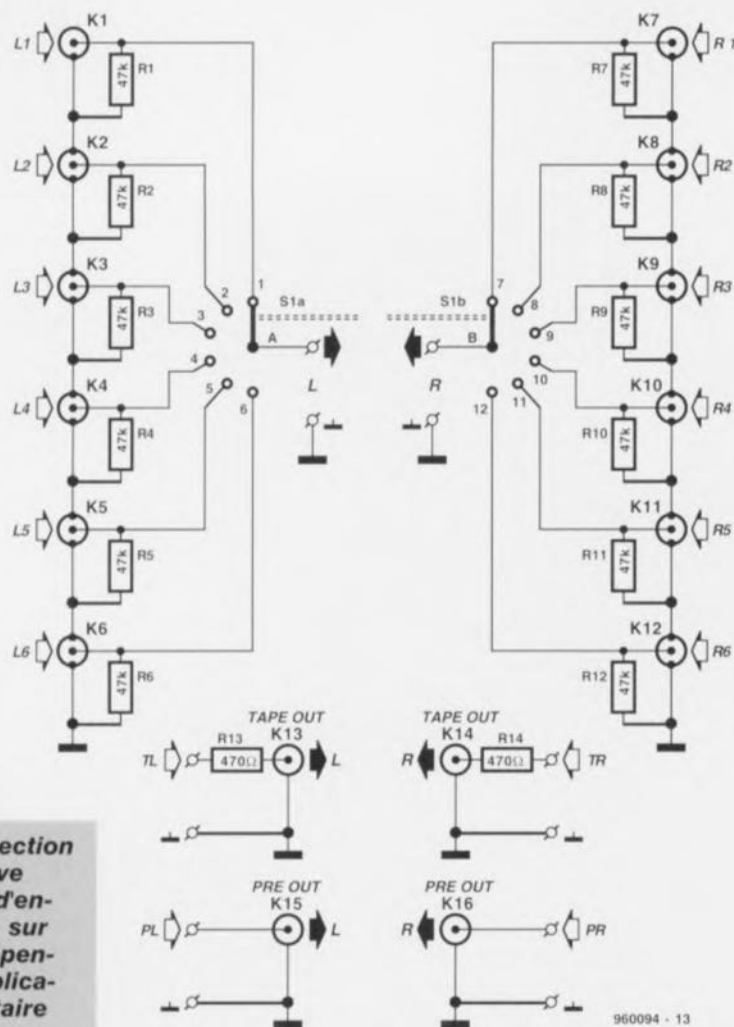 K1
L1
R1
47k
K2
L2
R2
47k
K3
L3
R3
47k
K4
L4
R4
47k
K5
L5
R5
47k
K6
L6
R6
47k
1
2
3
4
5
6
S1a
A
L
K7
R 1
R7
47k
K8
R2
R8
47k
K9
R3
R9
47k
K10
R4
R10
47k
K11
R5
R11
47k
K12
R6
R12
47k
7
8
9
10
11
12
S1b
B
R
TAPE OUT
K13
R13
470Ω
TL
L
TAPE OUT
K14
R14
470Ω
R
TR
PRE OUT
K15
PL
L
PRE OUT
K16
R
PR
ection
ve
d'en-
sur
pen-
plica-
taire
960094 - 13